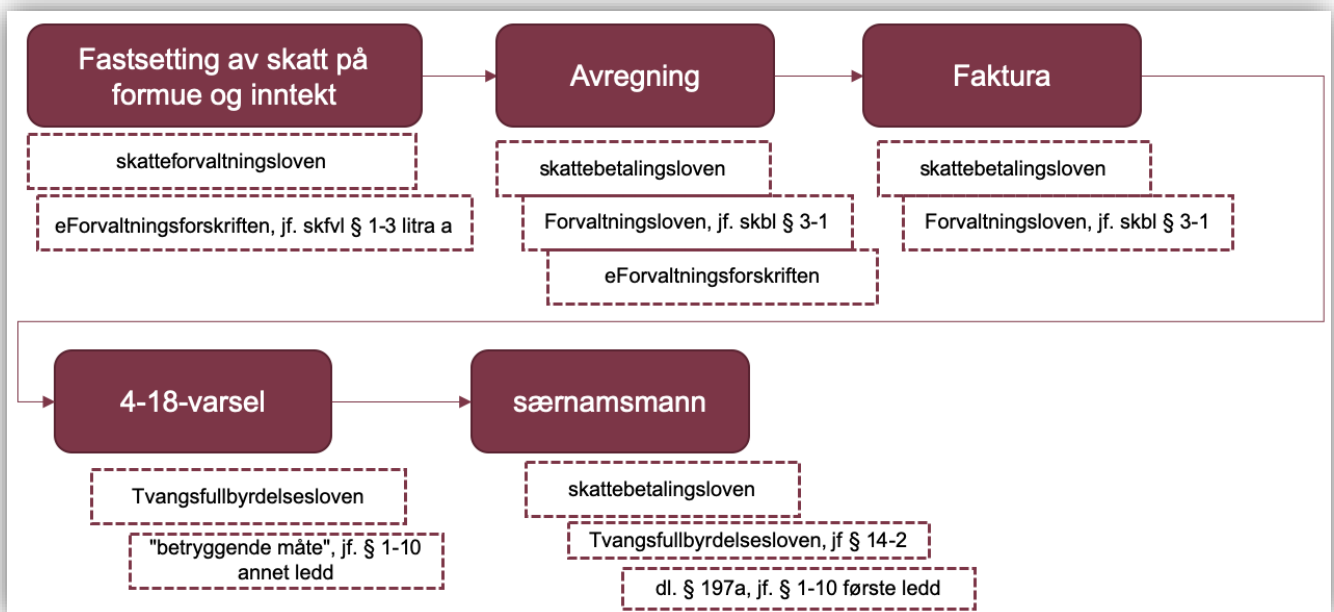 Fastsetting av skatt på
formue og inntekt
skatteforvaltningsloven
eForvaltningsforskriften, jf. skfvl § 1-3 litra a
Avregning
skattebetalingsloven
Forvaltningsloven, jf. skbl § 3-1
eForvaltningsforskriften
Faktura
skattebetalingsloven
Forvaltningsloven, jf. skbl § 3-1
4-18-varsel
Tvangsfullbyrdelsesloven
"betryggende måte", jf. § 1-10
annet ledd
særnamsmann
skattebetalingsloven
Tvangsfullbyrdelsesloven, jf § 14-2
dl. § 197a, jf. § 1-10 første ledd